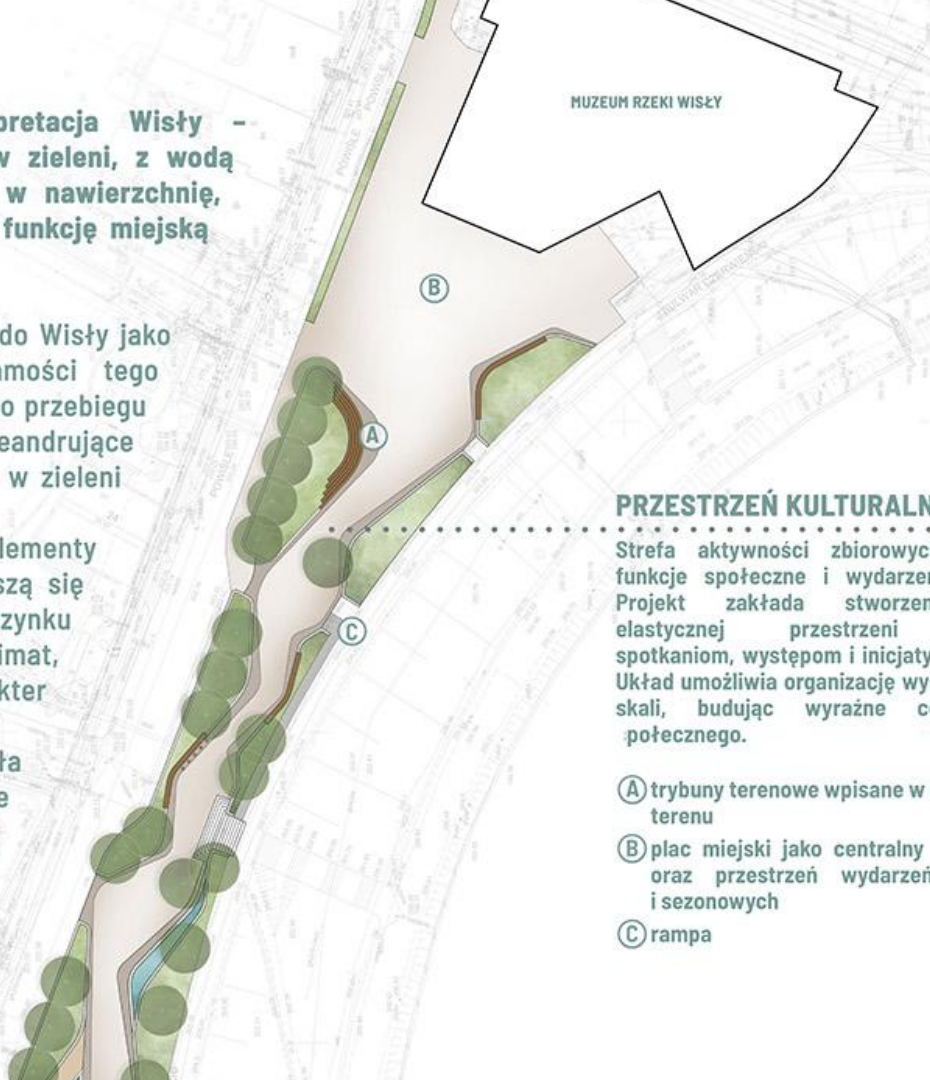 pretacja Wisły –
w zieleni, z wodą
w nawierzchnię,
funkcję miejską
do Wisły jako
amości tego
o przebiegu
eandrujące
w zieleni
lementy
szą się
zynku
imat,
kter
ła
e
MUZEUM RZEKI WISŁY
B
A
C
PRZESTRZEŃ KULTURALN
Strefa aktywności zbiorowyc
funkcje społeczne i wydarzen
Projekt zakłada stworzen
elastycznej przestrzeni
spotkaniom, występom i inicjaty
Układ umożliwia organizację wy
skali, budując wyraźne c
połecznego.
A trybuny terenowe wpisane w
terenu
B plac miejski jako centralny
oraz przestrzeń wydarzeń
i sezonowych
C rampa